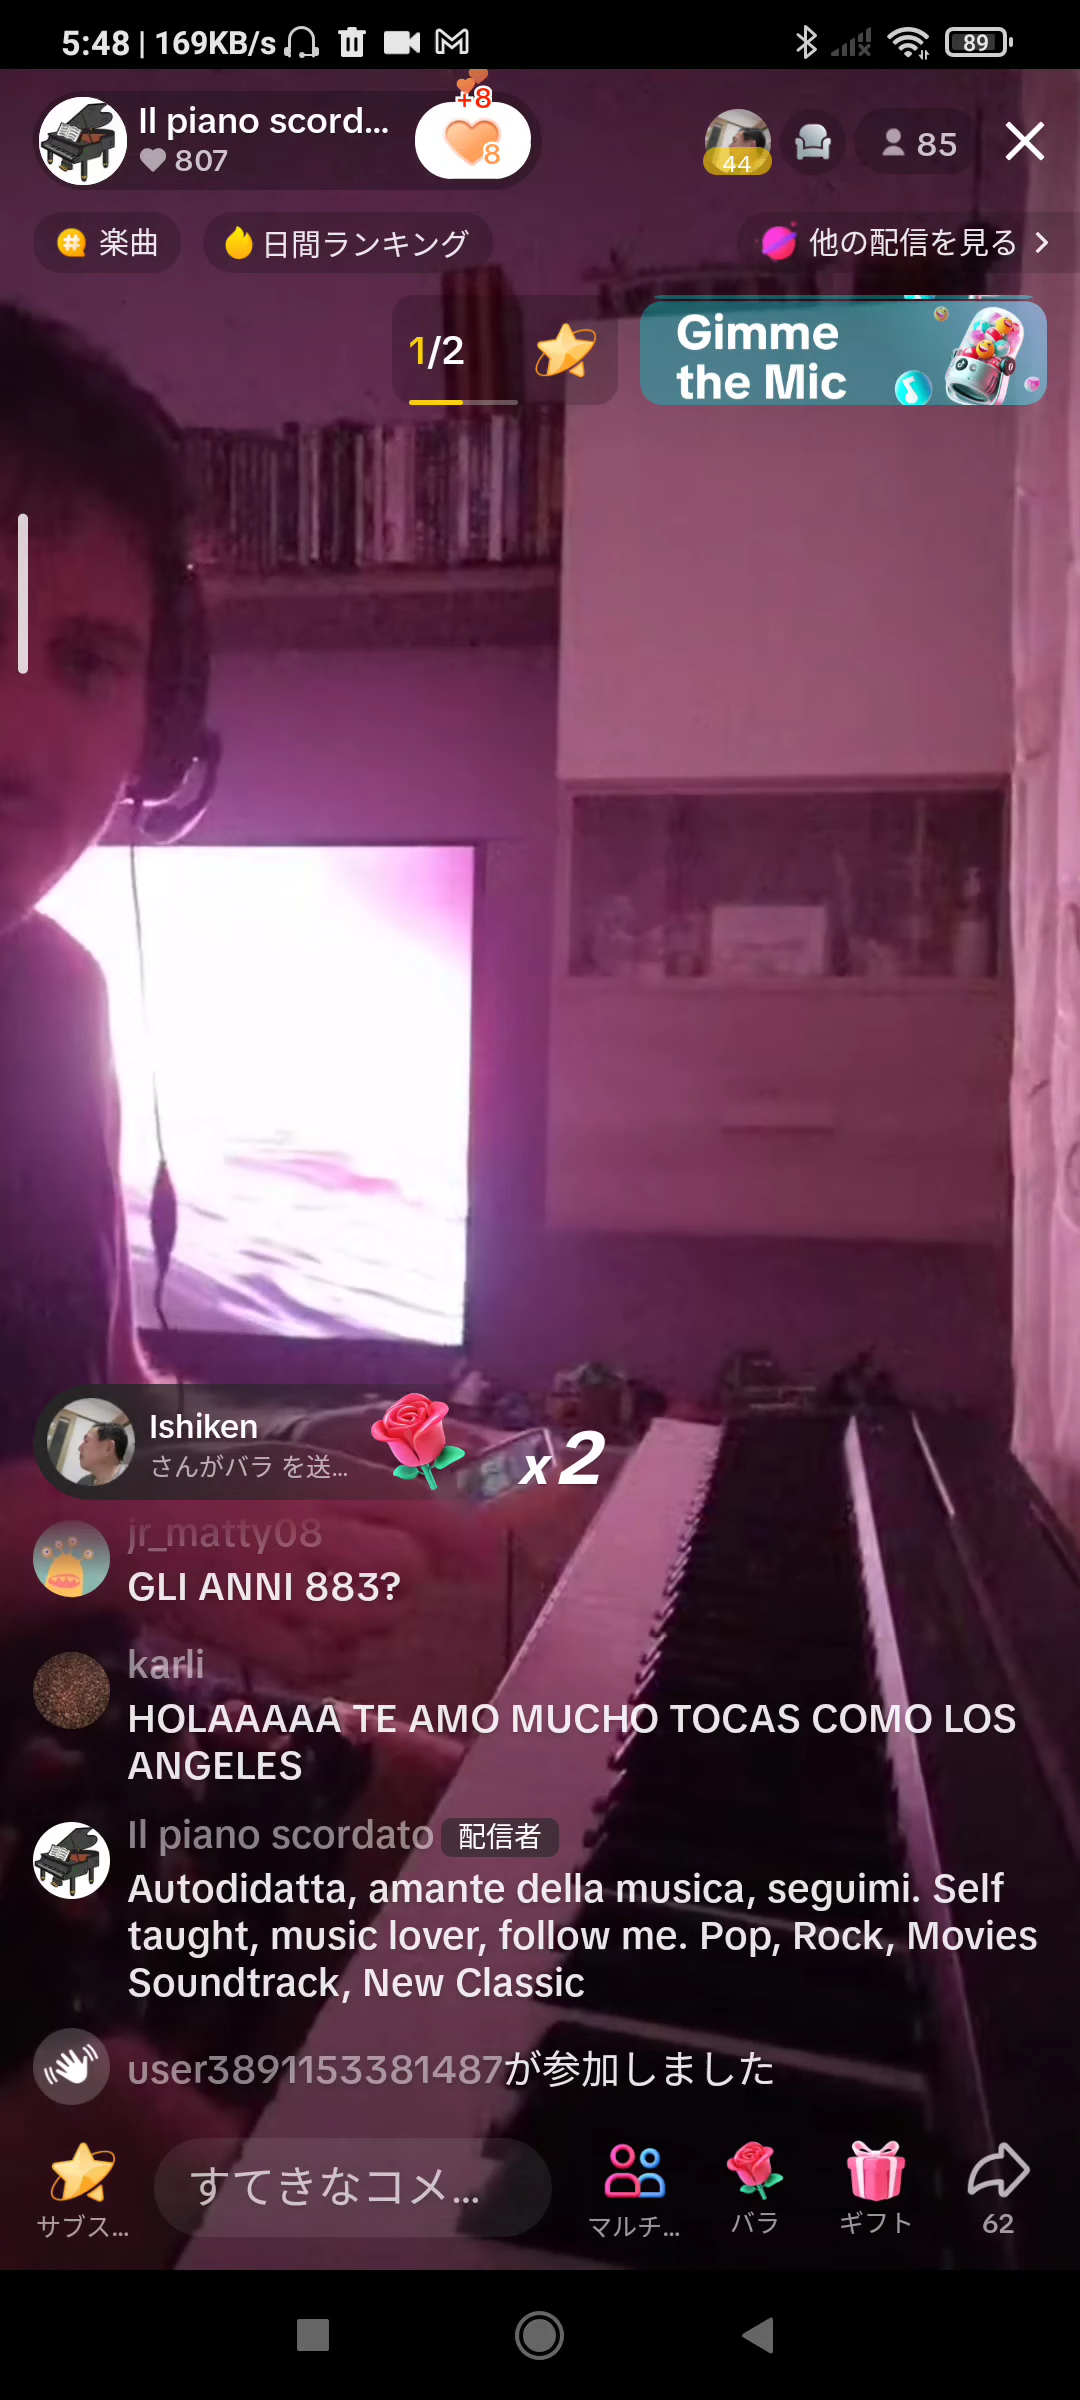 5:48 | 169KB/s
89
Il piano scord...
807
+8
8
44
85
楽曲
日間ランキング
他の配信を見る
1/2
Gimme
the Mic
Ishiken
さんがバラ を送...
x2
jr_matty08
GLI ANNI 883?
karli
HOLAAAAA TE AMO MUCHO TOCAS COMO LOS
ANGELES
Il piano scordato 配信者
Autodidatta, amante della musica, seguimi. Self
taught, music lover, follow me. Pop, Rock, Movies
Soundtrack, New Classic
user3891153381487が参加しました
すてきなコメ...
サブス...
マルチ...
バラ
ギフト
62